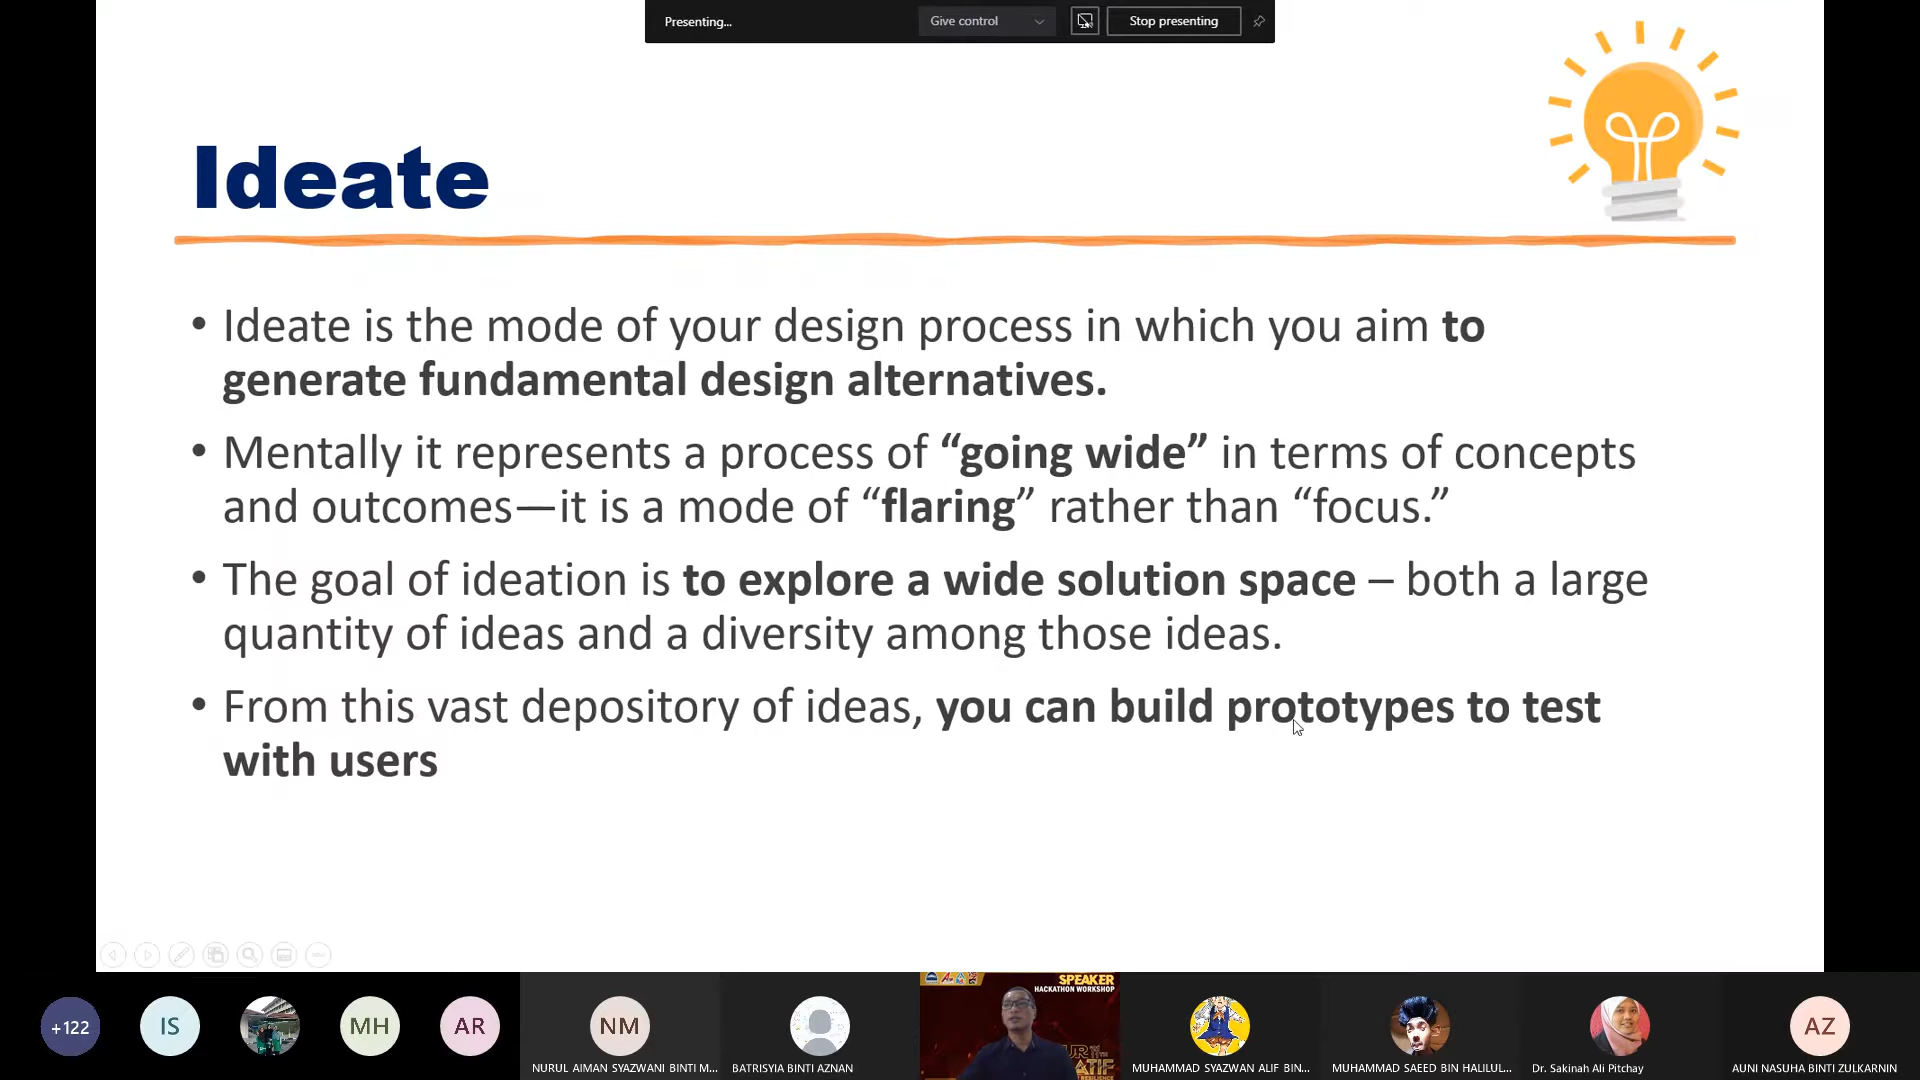 Presenting...
Give control
Stop presenting
Ideate
• Ideate is the mode of your design process in which you aim to
generate fundamental design alternatives.
• Mentally it represents a process of “going wide” in terms of concepts
and outcomes—it is a mode of “flaring” rather than “focus.”
• The goal of ideation is to explore a wide solution space – both a large
quantity of ideas and a diversity among those ideas.
• From this vast depository of ideas, you can build prototypes to test
with users
+122
IS
MH
AR
NM
NURUL AIMAN SYAZWANI BINTI M...
BATRISYIA BINTI AZNAN
SPEAKER
HACKATHON WORKSHOP
MUHAMMAD SYAZWAN ALIF BIN...
MUHAMMAD SAEED BIN HALILUL...
Dr. Sakinah Ali Pitchay
AZ
AUNI NASUHA BINTI ZULKARNIN